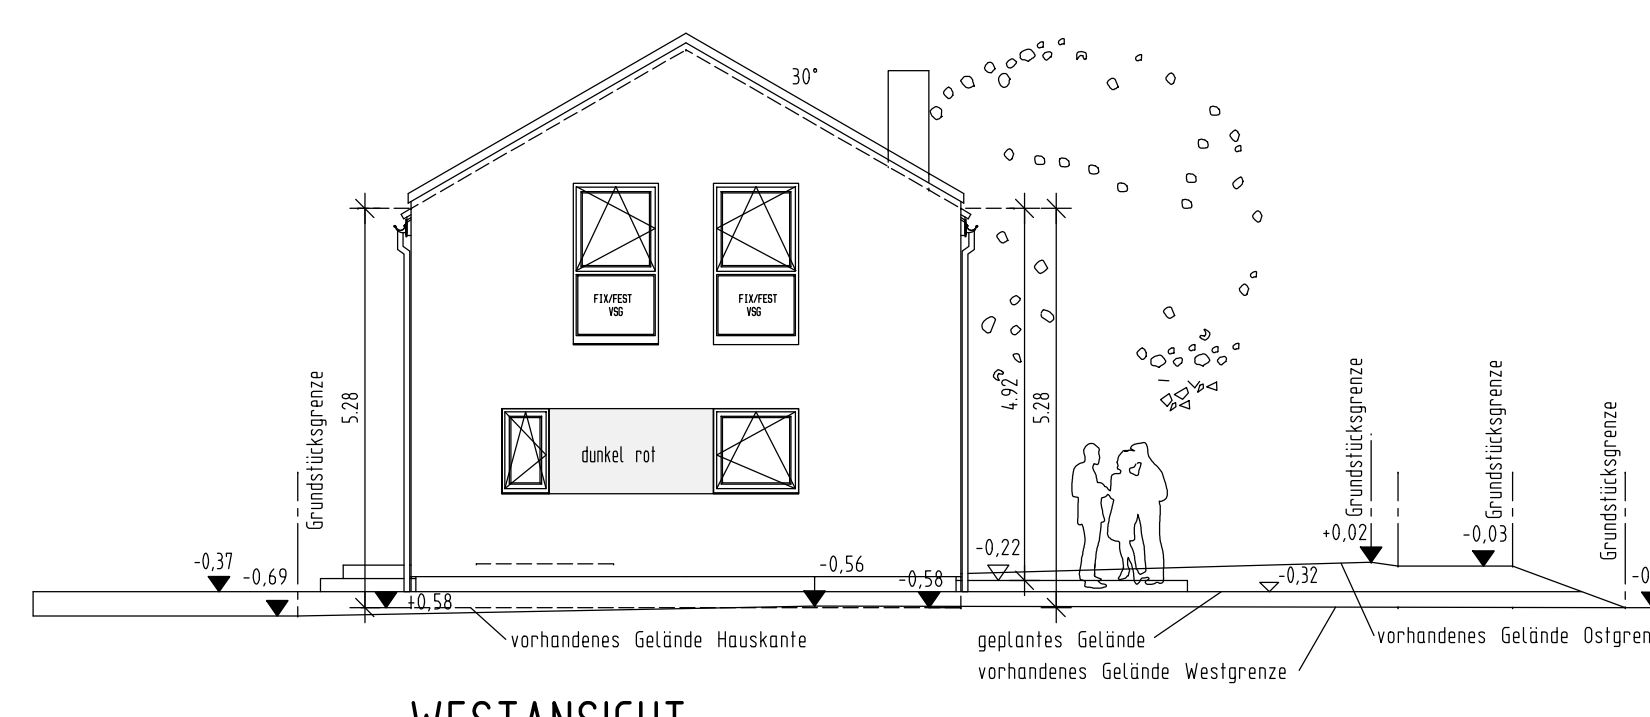 30°
FIX/FEST
VSG
FIX/FEST
VSG
Grundstücksgrenze
5.28
4.92
5.28
Grundstücksgrenze
Grundstücksgrenze
Grundstücksgrenze
dunkel rot
-0,37
-0,69
-0,58
-0,56
-0,58
-0,22
-0,32
+0,02
-0,03
-0
vorhandenes Gelände Hauskante
geplantes Gelände
vorhandenes Gelände Westgrenze
vorhandenes Gelände Ostgren
WESTANSICHT